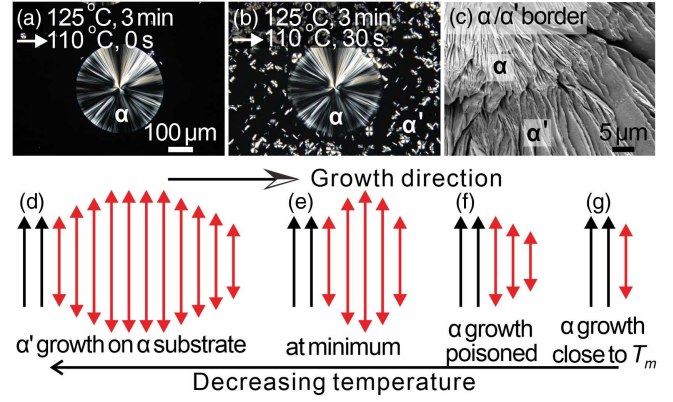 (a) 125°C, 3 min
110 °C, 0 s
α
100 μm
(b) 125°C, 3 min
110 °C, 30 s
α
α'
(c) α/α' border
α
α'
5 μm
Growth direction
(d)
(e)
(f)
(g)
α' growth on α substrate
at minimum
α growth
poisoned
α growth
close to Tm
Decreasing temperature